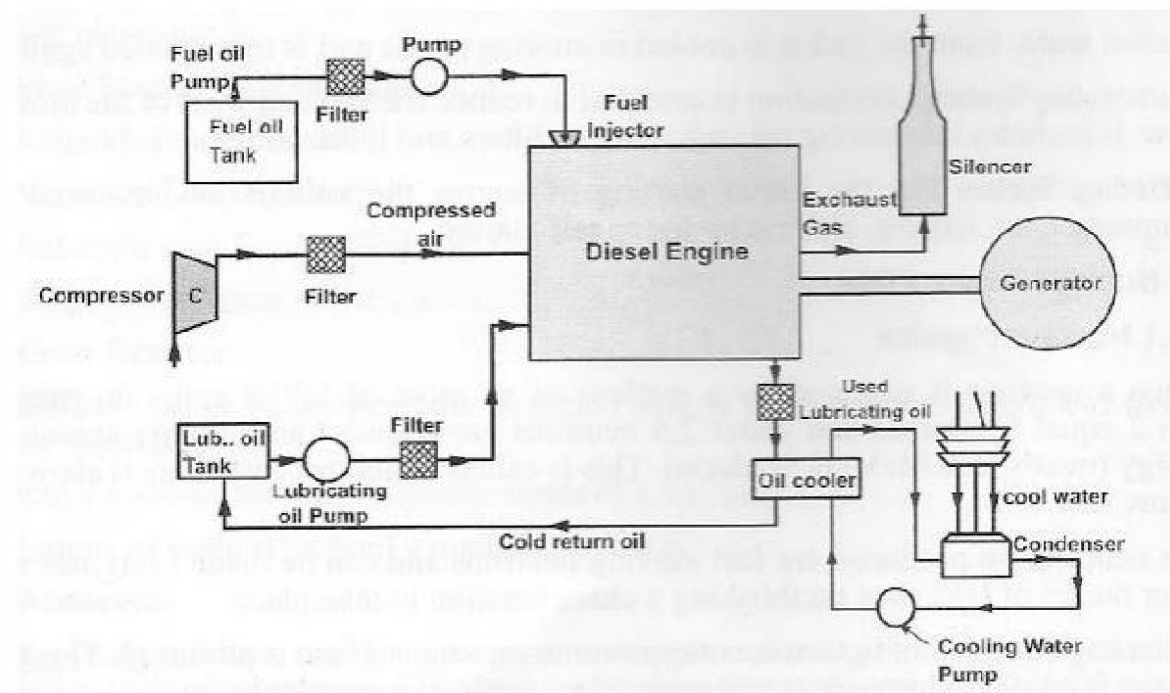 Fuel oil
Pump
Pump
Filter
Fuel oil
Tank
Fuel
Injector
Silencer
Compressed
air
Diesel Engine
Exchaust
Gas
Compressor
C
Filter
Generator
Used
Lubricating oil
Lub.. oil
Tank
Filter
Lubricating
oil Pump
Oil cooler
cool water
Cold return oil
Condenser
Cooling Water
Pump